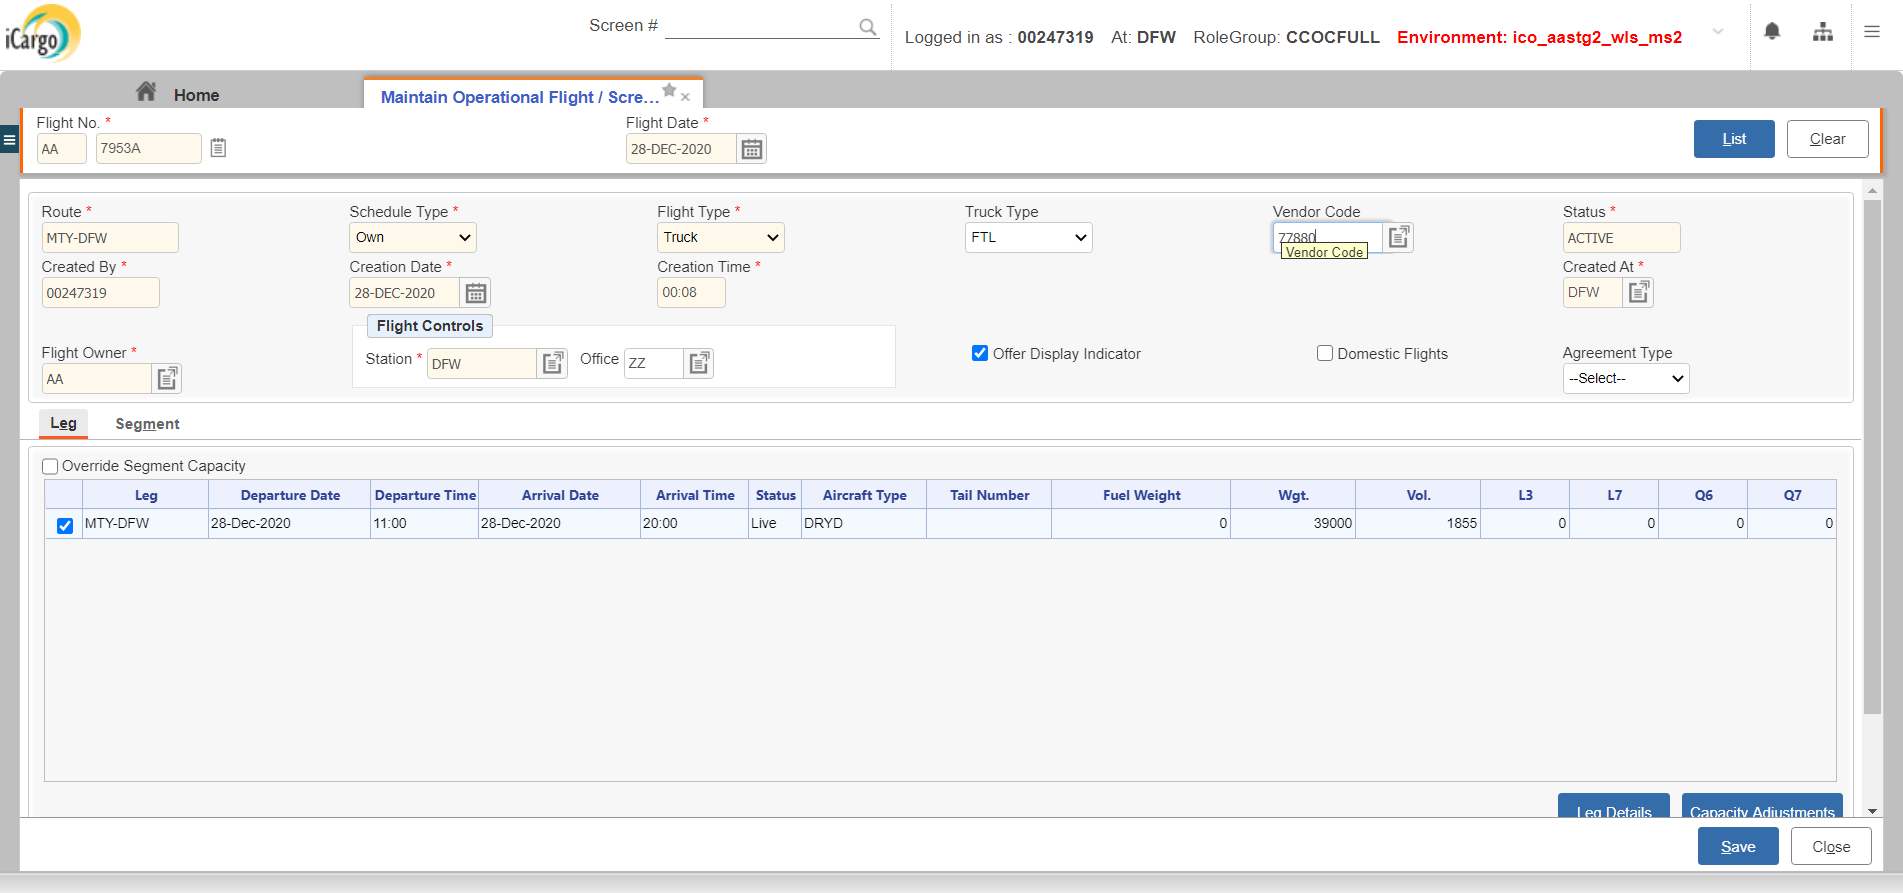 iCargo
Screen #
Logged in as : 00247319 At: DFW RoleGroup: CCOCFULL Environment: ico_aastg2_wls_ms2
Home
Maintain Operational Flight / Scre... ×
Flight No. * Flight Date *
AA 7953A 28-DEC-2020 List Clear
Route * Schedule Type * Flight Type * Truck Type Vendor Code Status *
MTY-DFW Own Truck FTL 77880 ACTIVE
Vendor Code
Created By * Creation Date * Creation Time * Created At *
00247319 28-DEC-2020 00:08 DFW
Flight Controls
Flight Owner * Station * DFW Office ZZ Offer Display Indicator Domestic Flights Agreement Type
AA --Select--
Leg Segment
Override Segment Capacity
Leg Departure Date Departure Time Arrival Date Arrival Time Status Aircraft Type Tail Number Fuel Weight Wgt. Vol. L3 L7 Q6 Q7
MTY-DFW 28-Dec-2020 11:00 28-Dec-2020 20:00 Live DRYD 0 39000 1855 0 0 0 0
Leg Details Capacity Adjustments
Save Close